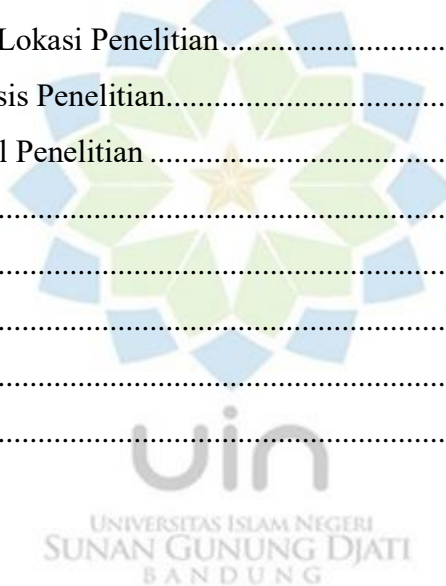 Lokasi Penelitian....................................
sis Penelitian...........................................
l Penelitian.............................................
................................................................
................................................................
................................................................
................................................................
................................................................
uin
UNIVERSITAS ISLAM NEGERI
SUNAN GUNUNG DJATI
BANDUNG